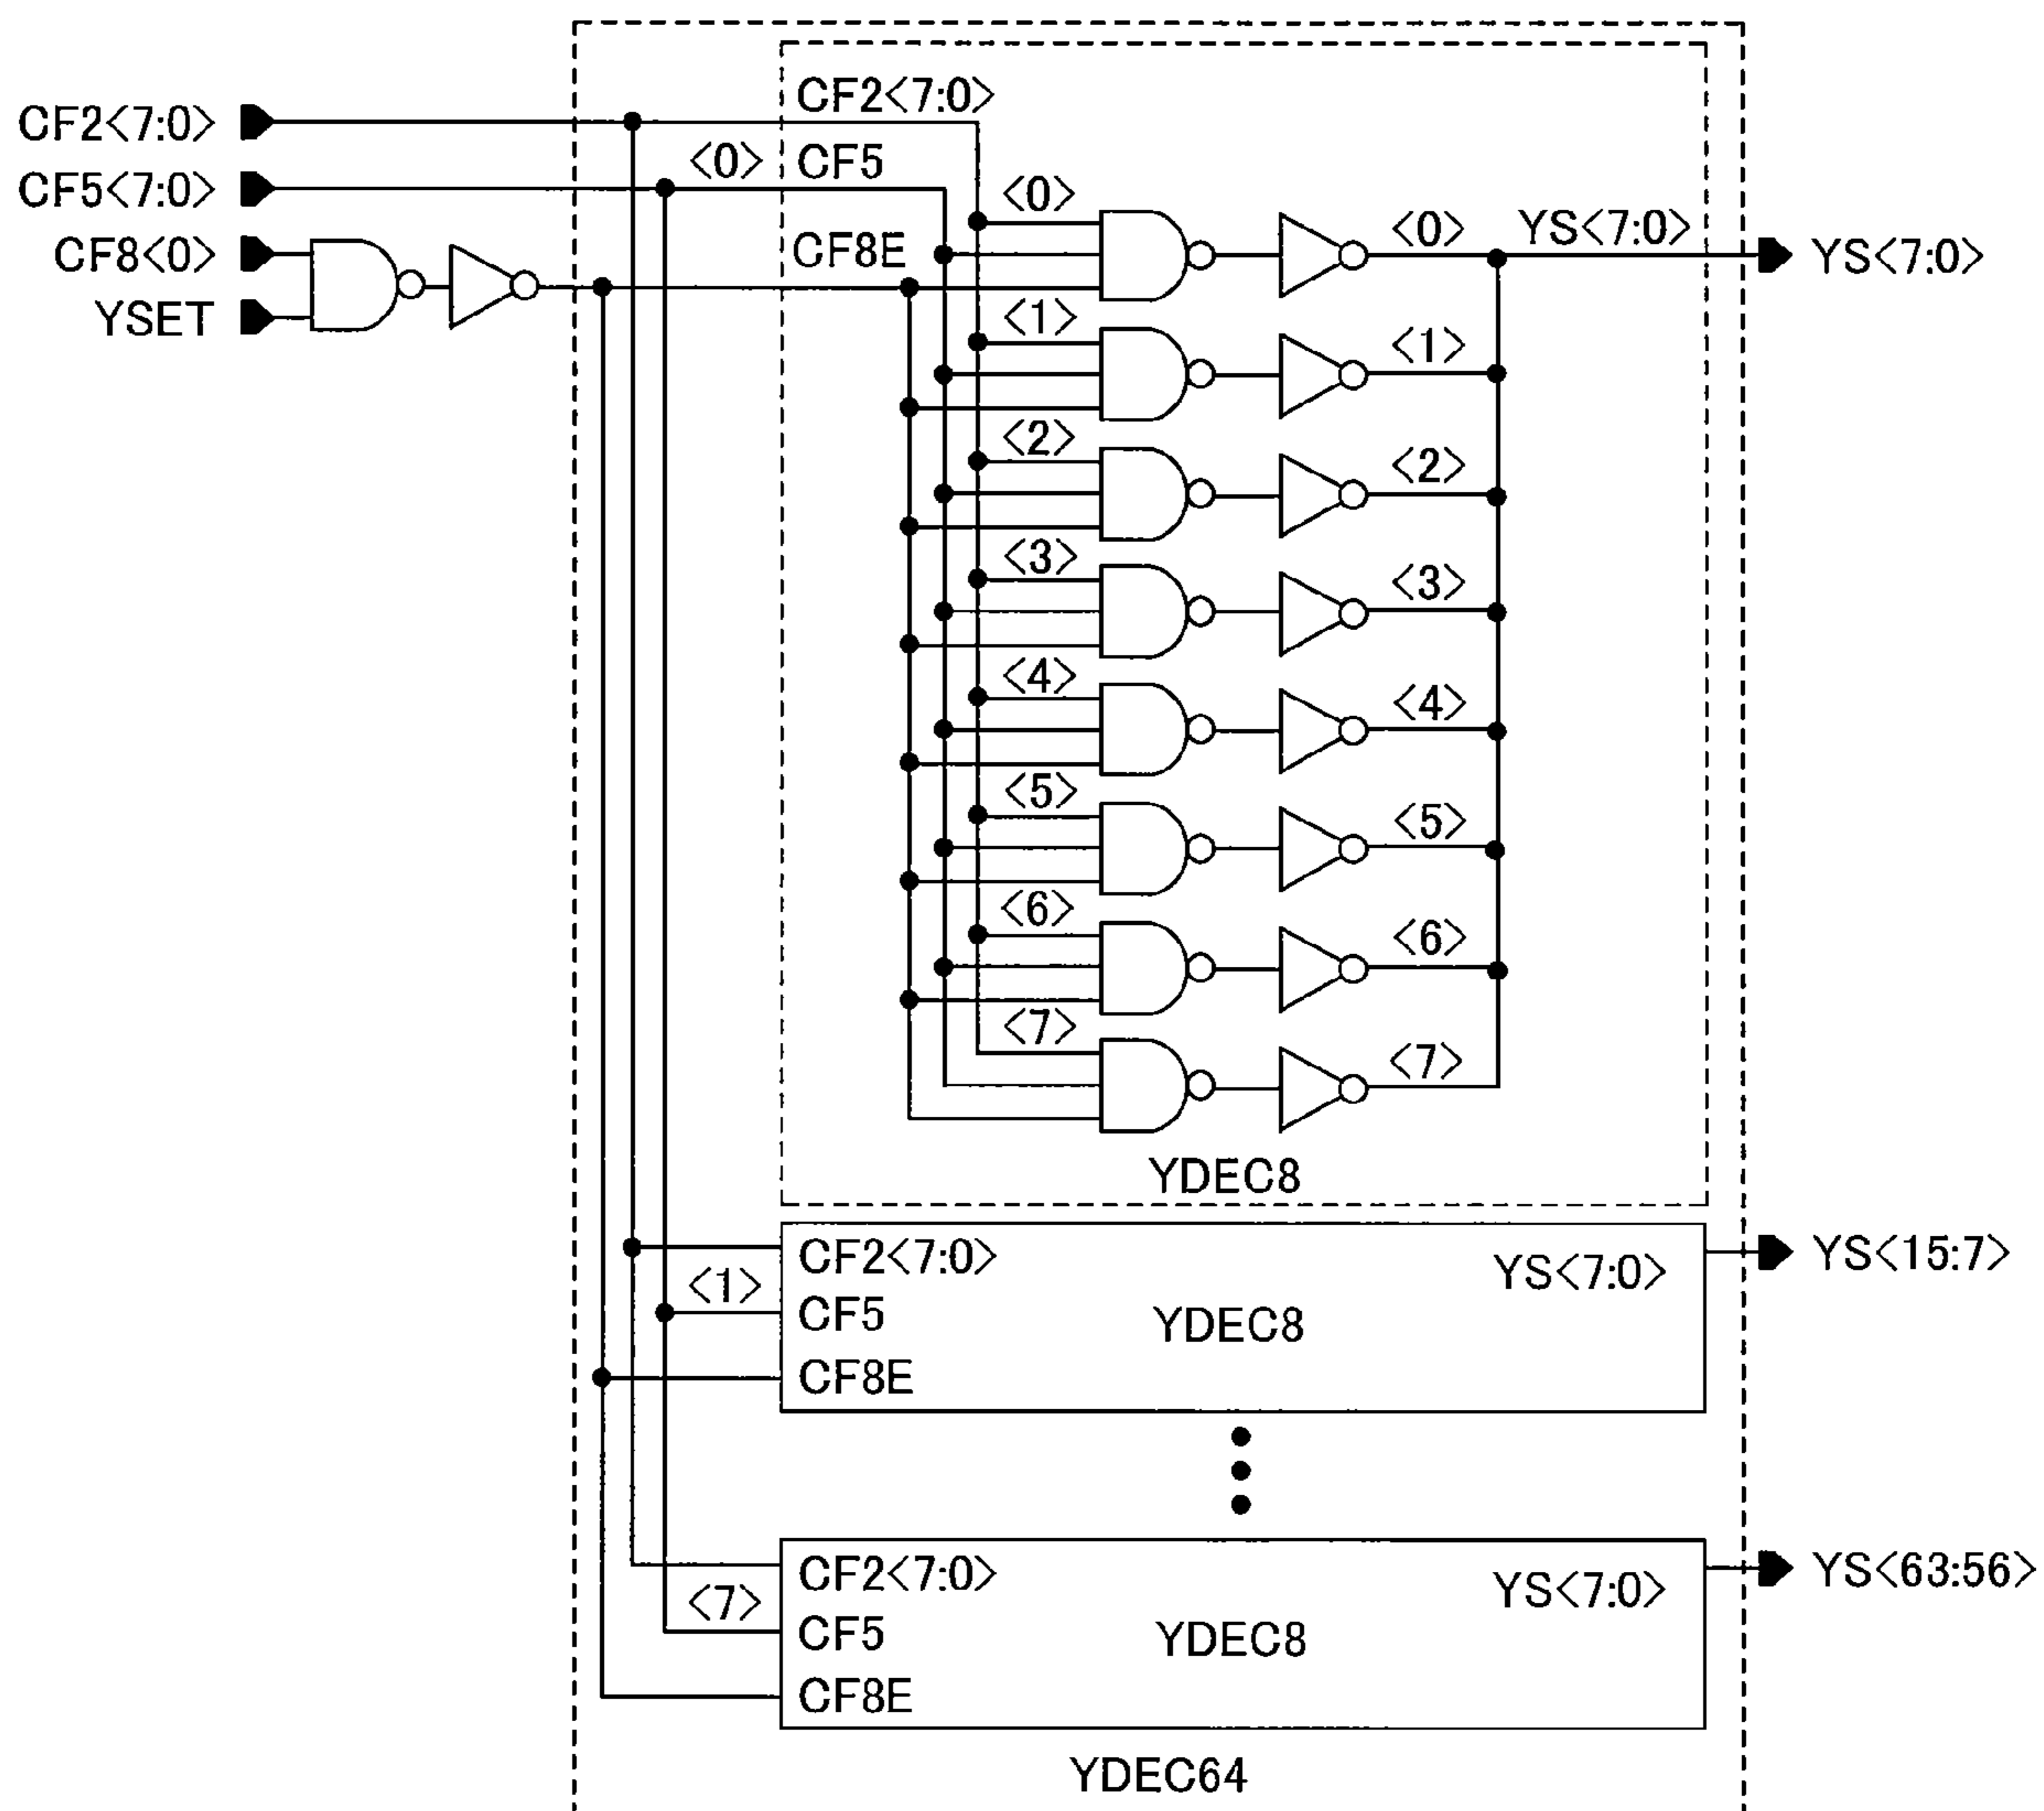 CF2<7:0>
CF2<7:0>
CF5<7:0>
<0>
CF5
CF8<0>
YSET
CF8E
<0>
<0>
YS<7:0>
YS<7:0>
<1>
<1>
<2>
<2>
<3>
<3>
<4>
<4>
<5>
<5>
<6>
<6>
<7>
<7>
YDEC8
CF2<7:0>
YS<7:0>
YS<15:7>
<1>
CF5
YDEC8
CF8E
CF2<7:0>
YS<7:0>
YS<63:56>
<7>
CF5
YDEC8
CF8E
YDEC64